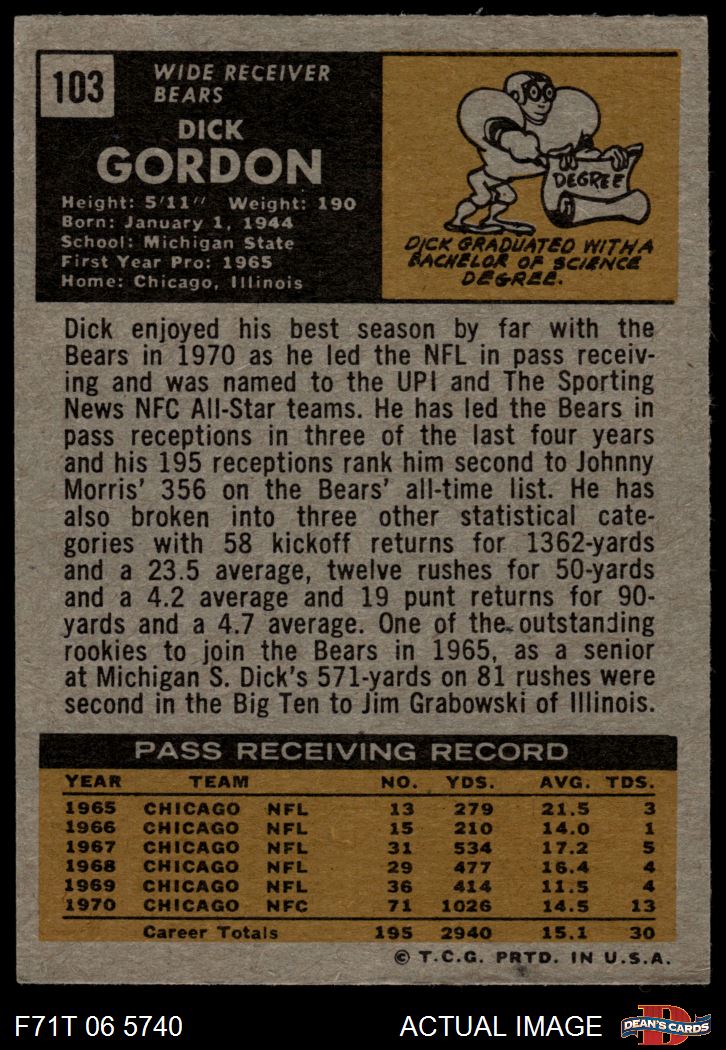 103
WIDE RECEIVER
BEARS
DICK
GORDON
Height: 5'11" Weight: 190
Born: January 1, 1944
School: Michigan State
First Year Pro: 1965
Home: Chicago, Illinois
DEGREE
DICK GRADUATED WITH A
BACHELOR OF SCIENCE
DEGREE.
Dick enjoyed his best season by far with the
Bears in 1970 as he led the NFL in pass receiv-
ing and was named to the UPI and The Sporting
News NFC All-Star teams. He has led the Bears in
pass receptions in three of the last four years
and his 195 receptions rank him second to Johnny
Morris' 356 on the Bears' all-time list. He has
also broken into three other statistical cate-
gories with 58 kickoff returns for 1362-yards
and a 23.5 average, twelve rushes for 50-yards
and a 4.2 average and 19 punt returns for 90-
yards and a 4.7 average. One of the outstanding
rookies to join the Bears in 1965, as a senior
at Michigan S. Dick's 571-yards on 81 rushes were
second in the Big Ten to Jim Grabowski of Illinois.
PASS RECEIVING RECORD
YEAR TEAM NO. YDS. AVG. TDS.
1965 CHICAGO NFL 13 279 21.5 3
1966 CHICAGO NFL 15 210 14.0 1
1967 CHICAGO NFL 31 534 17.2 5
1968 CHICAGO NFL 29 477 16.4 4
1969 CHICAGO NFL 36 414 11.5 4
1970 CHICAGO NFC 71 1026 14.5 13
Career Totals 195 2940 15.1 30
© T.C.G. PRTD. IN U.S.A.
F71T 06 5740 ACTUAL IMAGE
D
DEAN'S CARDS